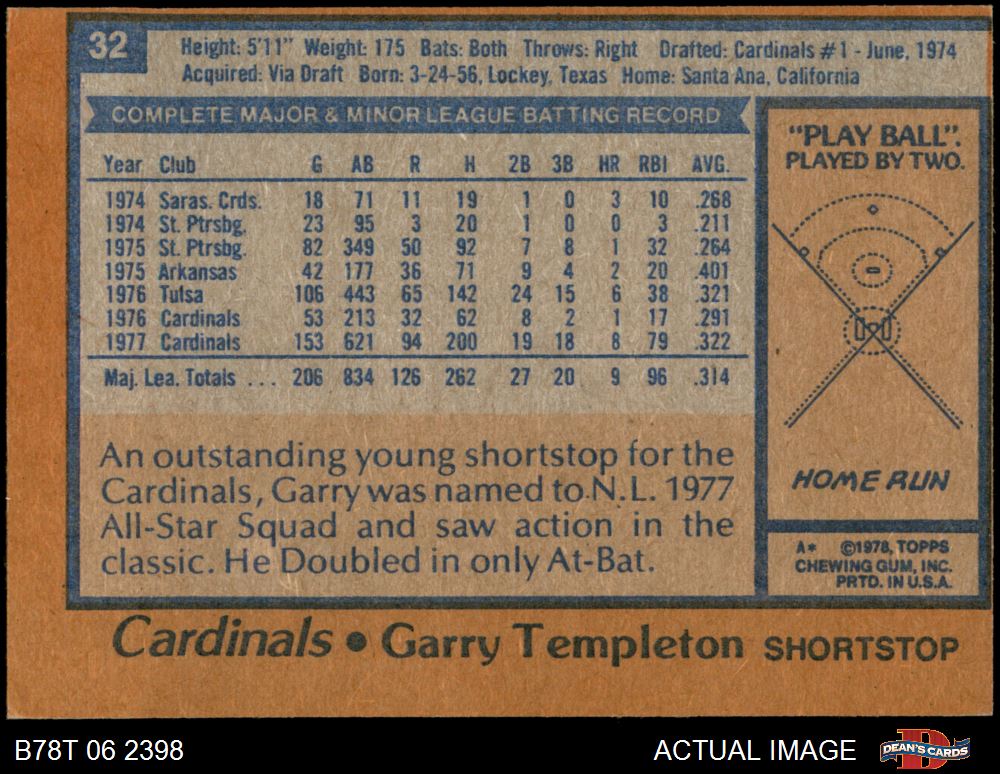 32
Height: 5'11" Weight: 175 Bats: Both Throws: Right Drafted: Cardinals #1 - June, 1974
Acquired: Via Draft Born: 3-24-56, Lockey, Texas Home: Santa Ana, California
COMPLETE MAJOR & MINOR LEAGUE BATTING RECORD
Year Club G AB R H 2B 3B HR RBI AVG.
1974 Saras. Crds. 18 71 11 19 1 0 3 10 .268
1974 St. Ptrsbg. 23 95 3 20 1 0 0 3 .211
1975 St. Ptrsbg. 82 349 50 92 7 8 1 32 .264
1975 Arkansas 42 177 36 71 9 4 2 20 .401
1976 Tulsa 106 443 65 142 24 15 6 38 .321
1976 Cardinals 53 213 32 62 8 2 1 17 .291
1977 Cardinals 153 621 94 200 19 18 8 79 .322
Maj. Lea. Totals ... 206 834 126 262 27 20 9 96 .314
An outstanding young shortstop for the
Cardinals, Garry was named to N.L. 1977
All-Star Squad and saw action in the
classic. He Doubled in only At-Bat.
"PLAY BALL".
PLAYED BY TWO.
HOME RUN
A* ©1978, TOPPS
CHEWING GUM, INC.
PRTD. IN U.S.A.
Cardinals • Garry Templeton SHORTSTOP
B78T 06 2398
ACTUAL IMAGE
DEAN'S CARDS